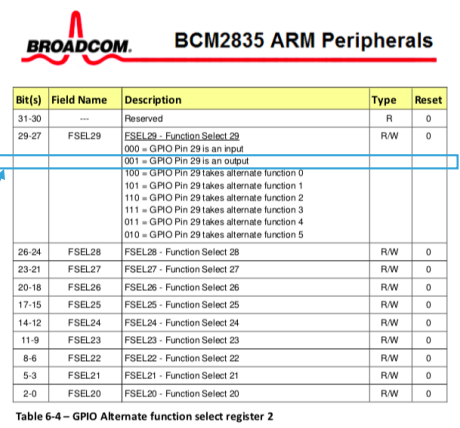 BROADCOM.
BCM2835 ARM Peripherals
Bit(s) Field Name Description Type Reset
31-30 --- Reserved R 0
29-27 FSEL29 FSEL29 - Function Select 29 R/W 0
000 = GPIO Pin 29 is an input
001 = GPIO Pin 29 is an output
100 = GPIO Pin 29 takes alternate function 0
101 = GPIO Pin 29 takes alternate function 1
110 = GPIO Pin 29 takes alternate function 2
111 = GPIO Pin 29 takes alternate function 3
011 = GPIO Pin 29 takes alternate function 4
010 = GPIO Pin 29 takes alternate function 5
26-24 FSEL28 FSEL28 - Function Select 28 R/W 0
23-21 FSEL27 FSEL27 - Function Select 27 R/W 0
20-18 FSEL26 FSEL26 - Function Select 26 R/W 0
17-15 FSEL25 FSEL25 - Function Select 25 R/W 0
14-12 FSEL24 FSEL24 - Function Select 24 R/W 0
11-9 FSEL23 FSEL23 - Function Select 23 R/W 0
8-6 FSEL22 FSEL22 - Function Select 22 R/W 0
5-3 FSEL21 FSEL21 - Function Select 21 R/W 0
2-0 FSEL20 FSEL20 - Function Select 20 R/W 0
Table 6-4 – GPIO Alternate function select register 2